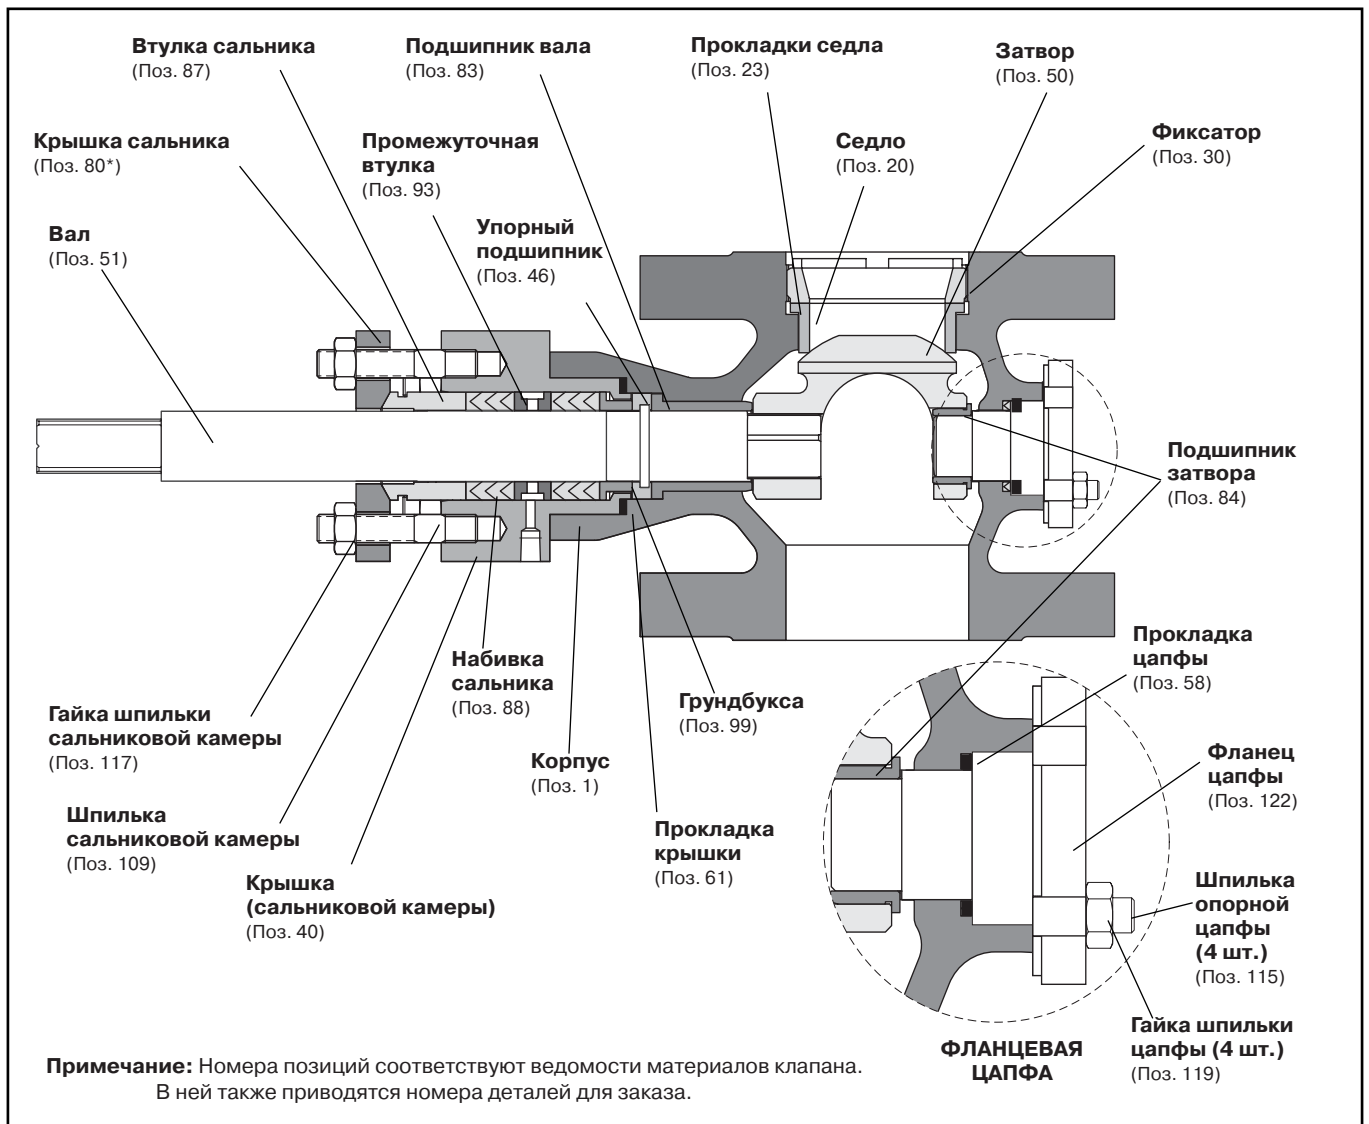 Втулка сальника
(Поз. 87)
Подшипник вала
(Поз. 83)
Прокладки седла
(Поз. 23)
Затвор
(Поз. 50)
Крышка сальника
(Поз. 80*)
Промежуточная
втулка
(Поз. 93)
Седло
(Поз. 20)
Фиксатор
(Поз. 30)
Вал
(Поз. 51)
Упорный
подшипник
(Поз. 46)
Подшипник
затвора
(Поз. 84)
Гайка шпильки
сальниковой камеры
(Поз. 117)
Шпилька
сальниковой камеры
(Поз. 109)
Крышка
(сальниковой камеры)
(Поз. 40)
Набивка
сальника
(Поз. 88)
Корпус
(Поз. 1)
Грундбукса
(Поз. 99)
Прокладка
крышки
(Поз. 61)
Прокладка
цапфы
(Поз. 58)
Фланец
цапфы
(Поз. 122)
Шпилька
опорной
цапфы
(4 шт.)
(Поз. 115)
Гайка шпильки
цапфы (4 шт.)
(Поз. 119)
ФЛАНЦЕВАЯ
ЦАПФА
Примечание: Номера позиций соответствуют ведомости материалов клапана.
В ней также приводятся номера деталей для заказа.